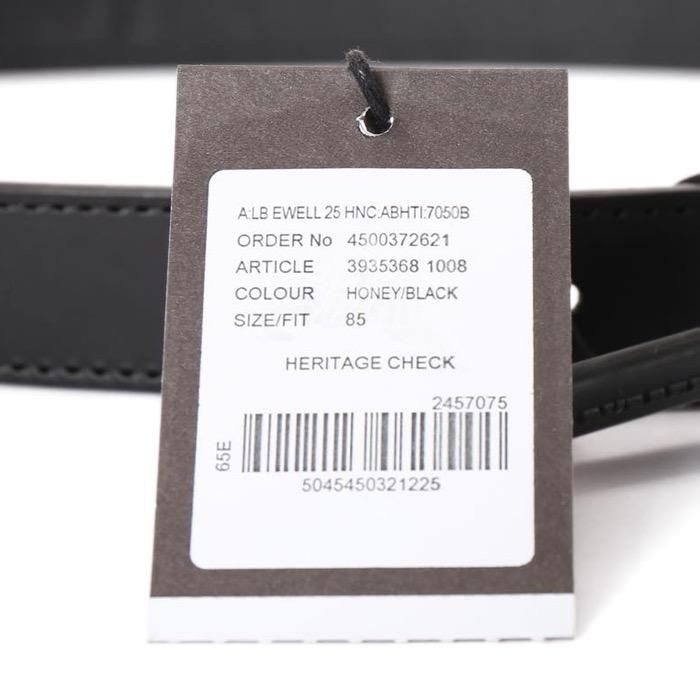 A:LB EWELL 25 HNC:ABHTI:7050B
ORDER No 4500372621
ARTICLE 3935368 1008
COLOUR HONEY/BLACK
SIZE/FIT 85
HERITAGE CHECK
2457075
65E
5045450321225